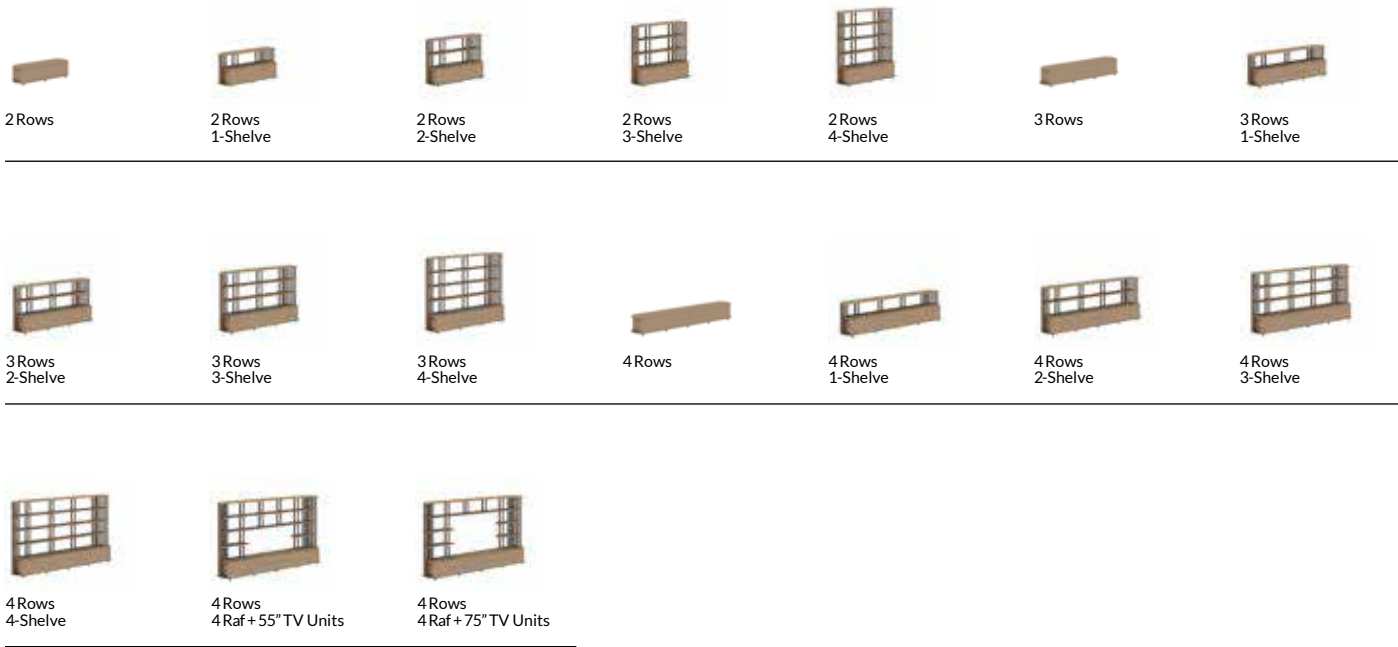 2 Rows
2 Rows
1-Shelve
2 Rows
2-Shelve
2 Rows
3-Shelve
2 Rows
4-Shelve
3 Rows
3 Rows
1-Shelve
3 Rows
2-Shelve
3 Rows
3-Shelve
3 Rows
4-Shelve
4 Rows
4 Rows
1-Shelve
4 Rows
2-Shelve
4 Rows
3-Shelve
4 Rows
4-Shelve
4 Rows
4 Raf + 55” TV Units
4 Rows
4 Raf + 75” TV Units